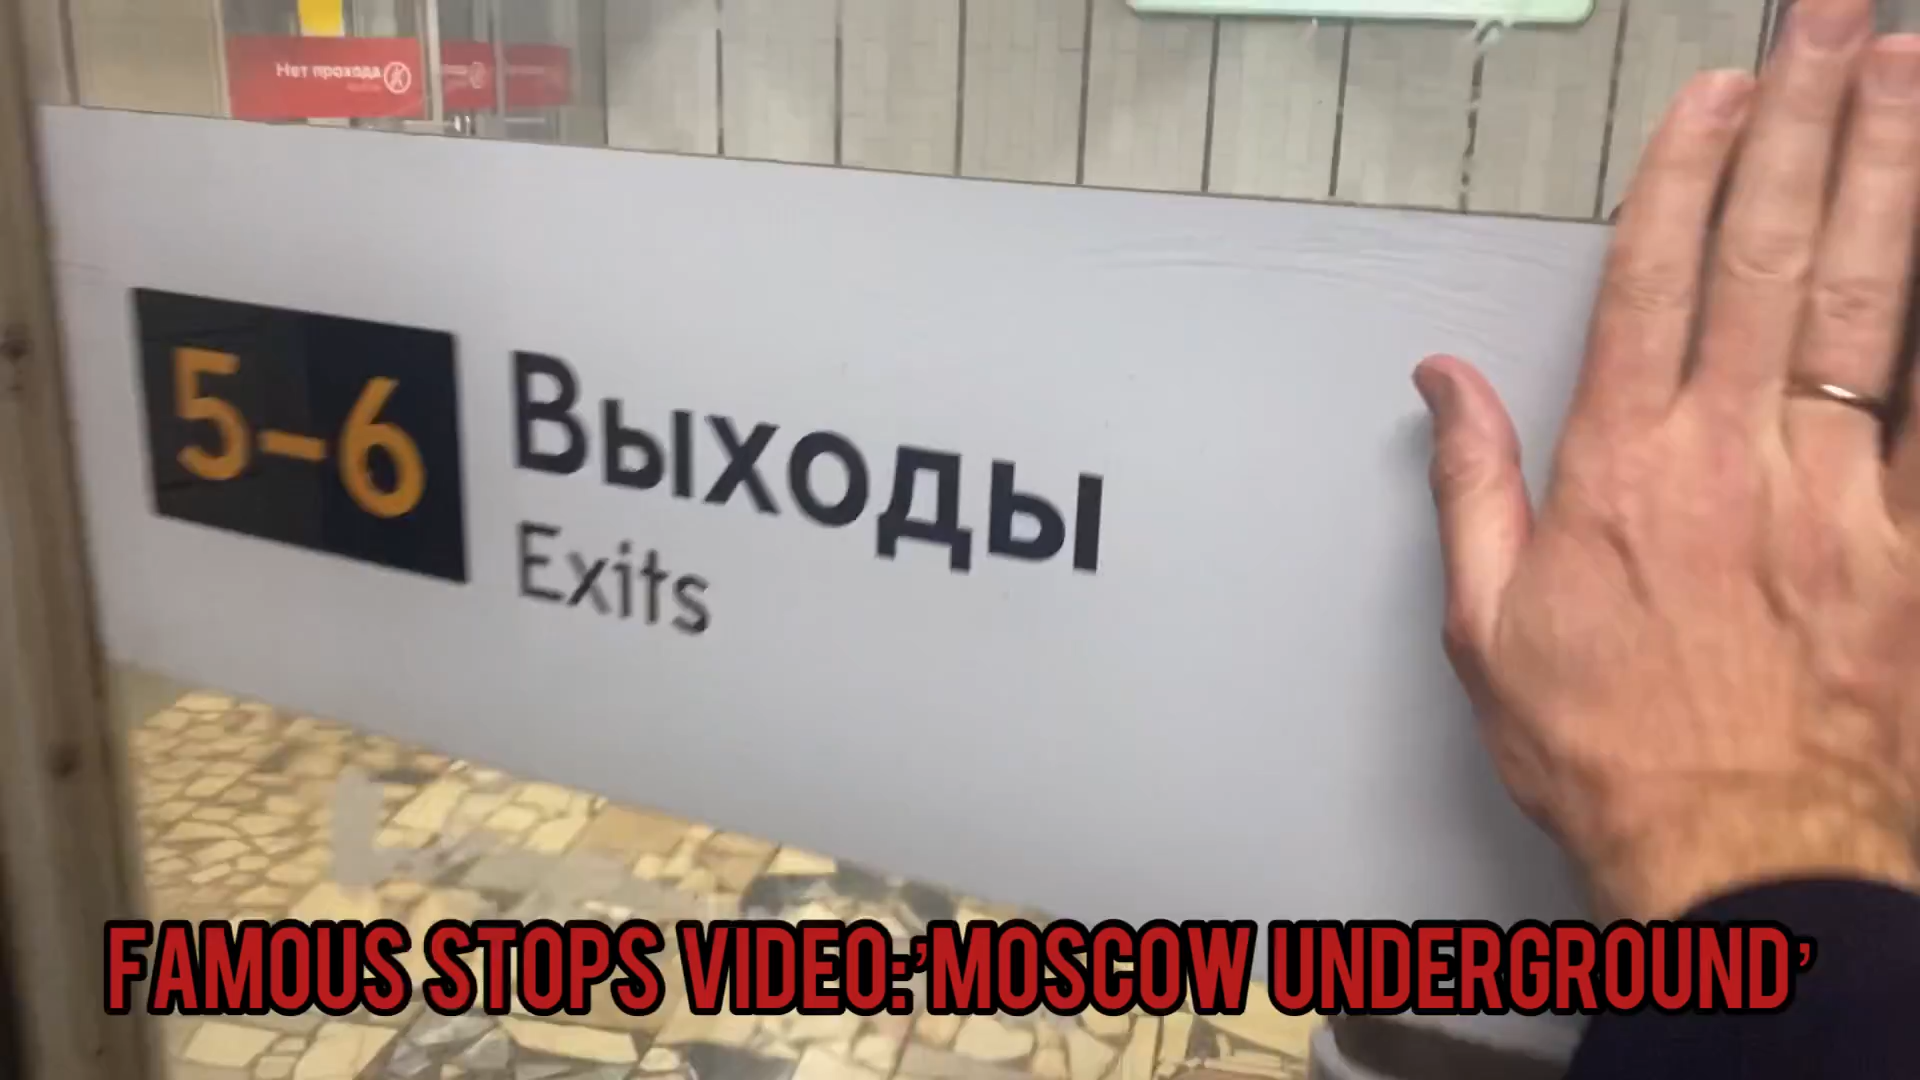 Нет прохода
5-6
Выходы
Exits
FAMOUS STOPS VIDEO:'MOSCOW UNDERGROUND'